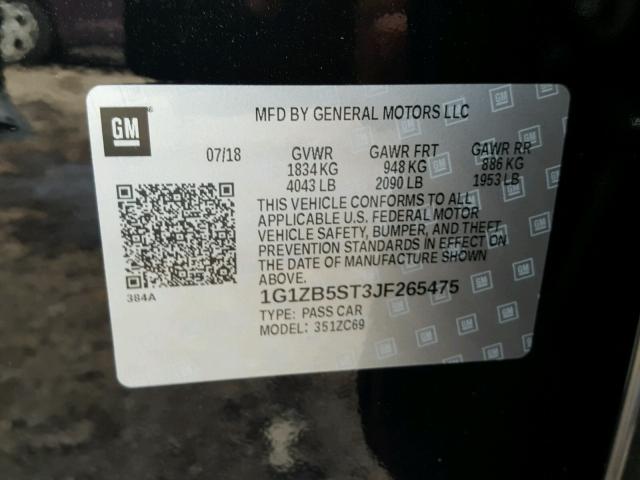 GM
MFD BY GENERAL MOTORS LLC
07/18 GVWR GAWR FRT GAWR RR
1834 KG 948 KG 886 KG
4043 LB 2090 LB 1953 LB
THIS VEHICLE CONFORMS TO ALL
APPLICABLE U.S. FEDERAL MOTOR
VEHICLE SAFETY, BUMPER, AND THEFT
PREVENTION STANDARDS IN EFFECT ON
THE DATE OF MANUFACTURE SHOWN
ABOVE.
384A
1G1ZB5ST3JF265475
TYPE: PASS CAR
MODEL: 351ZC69